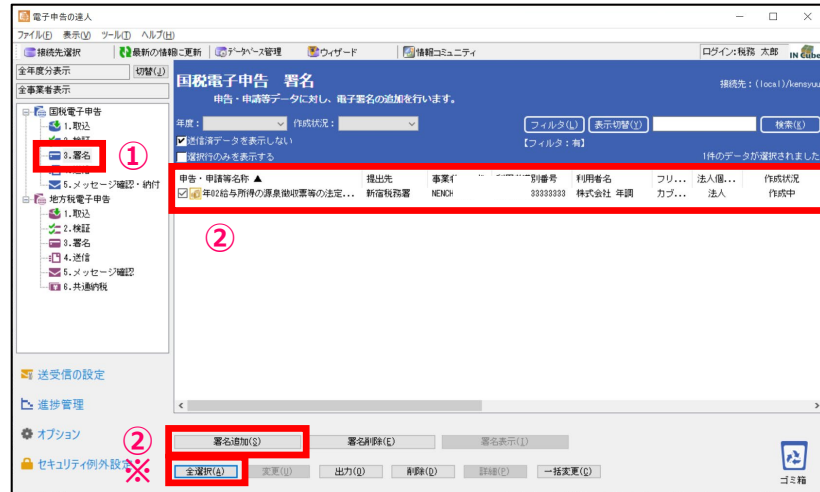 電子申告の達人
ファイル(F) 表示(V) ツール(T) ヘルプ(H)
接続先選択 最新の情報に更新 データベース管理 ウィザード 情報コミュニティ ログイン:税務 太郎 IN Cube
全年度分表示 切替(J)
全事業者表示
国税電子申告
1.取込
3.署名 ①
5.メッセージ確認・納付
地方税電子申告
1.取込
2.検証
3.署名
4.送信
5.メッセージ確認
6.共通納税
送受信の設定
進捗管理
オプション
セキュリティ例外設定
国税電子申告 署名
接続先：(local)/kensyuu
申告・申請等データに対し、電子署名の追加を行います。
年度： 作成状況： フィルタ(L) 表示切替(Y) 検索(K)
送信済データを表示しない 【フィルタ：有】
選択行のみを表示する 1件のデータが選択されました
申告・申請等名称 ▲ 提出先 別番号 利用者名 フリ... 法人個... 作成状況
年02給与所得の源泉徴収票等の法定... 新宿税務署 NENCH 33333333 株式会社 年調 カブ... 法人 作成中
②
② 署名追加(S) 署名削除(E) 署名表示(I)
※ 全選択(A) 変更(U) 出力(O) 削除(D) 詳細(P) 一括変更(C)
ゴミ箱